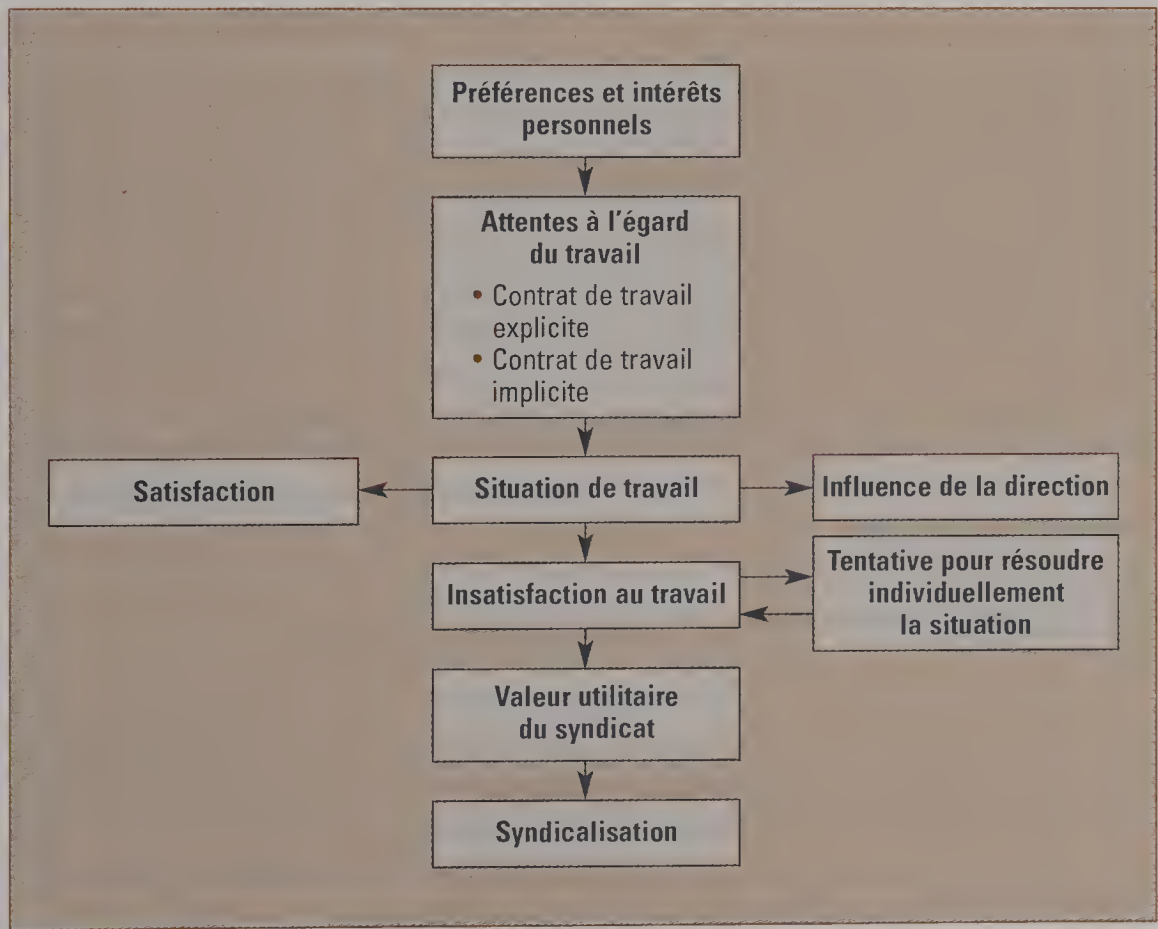 Préférences et intérêts
personnels
Attentes à l'égard
du travail
• Contrat de travail
explicite
• Contrat de travail
implicite
Satisfaction
Situation de travail
Influence de la direction
Insatisfaction au travail
Tentative pour résoudre
individuellement
la situation
Valeur utilitaire
du syndicat
Syndicalisation